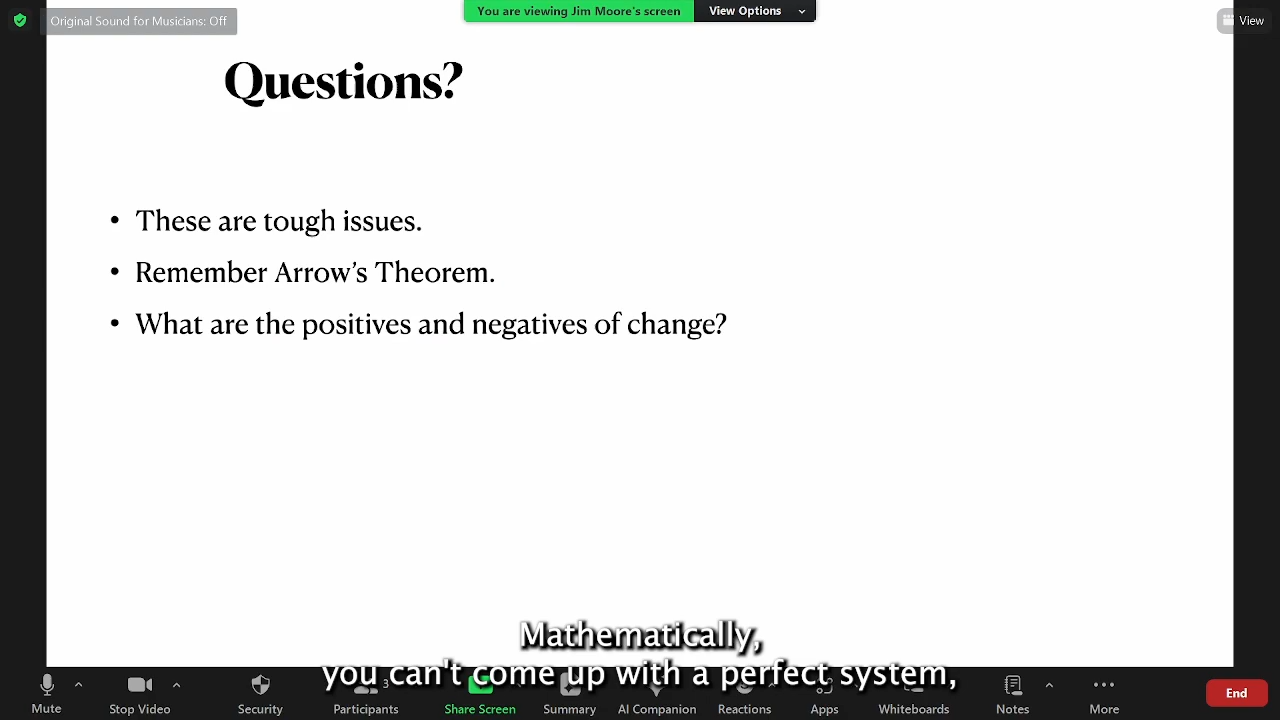 Original Sound for Musicians: Off
You are viewing Jim Moore's screen
View Options
View
Questions?
• These are tough issues.
• Remember Arrow’s Theorem.
• What are the positives and negatives of change?
Mathematically,
you can't come up with a perfect system,
3
Mute
Stop Video
Security
Participants
Share Screen
Summary
AI Companion
Reactions
Apps
Whiteboards
Notes
More
End